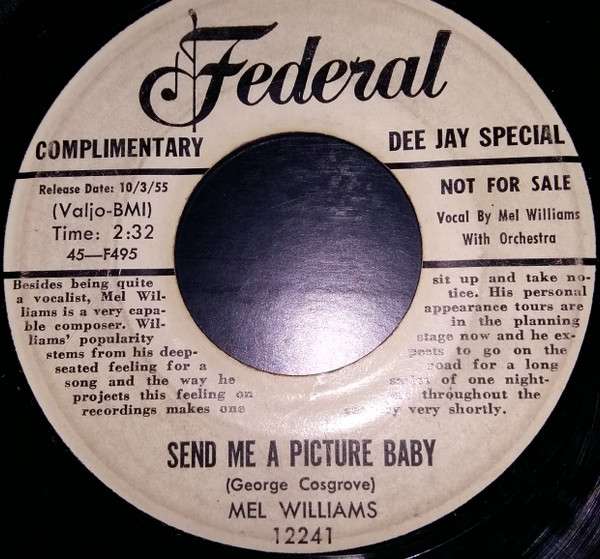 Federal
COMPLIMENTARY
DEE JAY SPECIAL
Release Date: 10/3/55
(Valjo-BMI)
Time: 2:32
45—F495
NOT FOR SALE
Vocal By Mel Williams
With Orchestra
Besides being quite
a vocalist, Mel Wil-
liams is a very capa-
ble composer. Wil-
liams' popularity
stems from his deep-
seated feeling for a
song and the way he
projects this feeling on
recordings makes one
sit up and take no-
tice. His personal
appearance tours are
in the planning
stage now and he ex-
pects to go on the
road for a long
of one night-
throughout the
very shortly.
SEND ME A PICTURE BABY
(George Cosgrove)
MEL WILLIAMS
12241